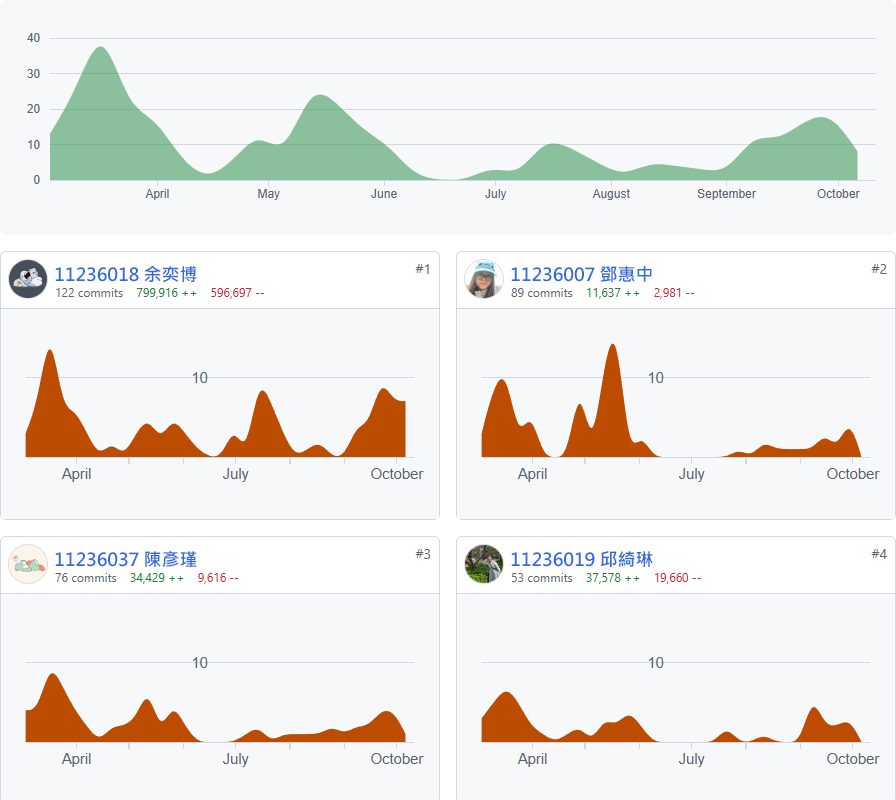 40
30
20
10
0
April May June July August September October
11236018 余奕博 #1
122 commits 799,916 ++ 596,697 --
10
April July October
11236007 鄧惠中 #2
89 commits 11,637 ++ 2,981 --
10
April July October
11236037 陳彥瑾 #3
76 commits 34,429 ++ 9,616 --
10
April July October
11236019 邱綺琳 #4
53 commits 37,578 ++ 19,660 --
10
April July October